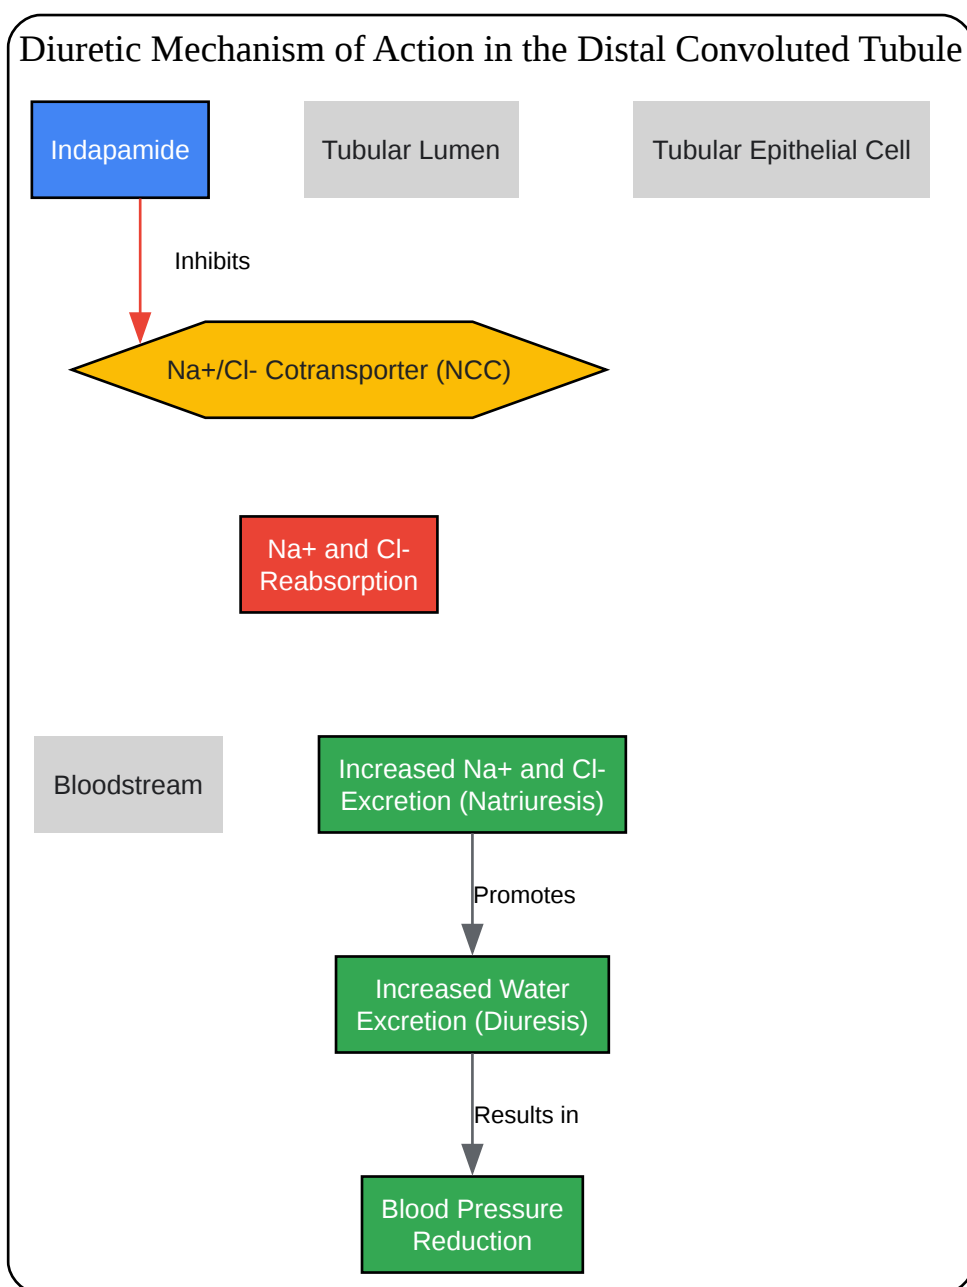 Diuretic Mechanism of Action in the Distal Convoluted Tubule
Indapamide
Tubular Lumen
Tubular Epithelial Cell
Inhibits
Na+/Cl- Cotransporter (NCC)
Na+ and Cl-
Reabsorption
Bloodstream
Increased Na+ and Cl-
Excretion (Natriuresis)
Promotes
Increased Water
Excretion (Diuresis)
Results in
Blood Pressure
Reduction